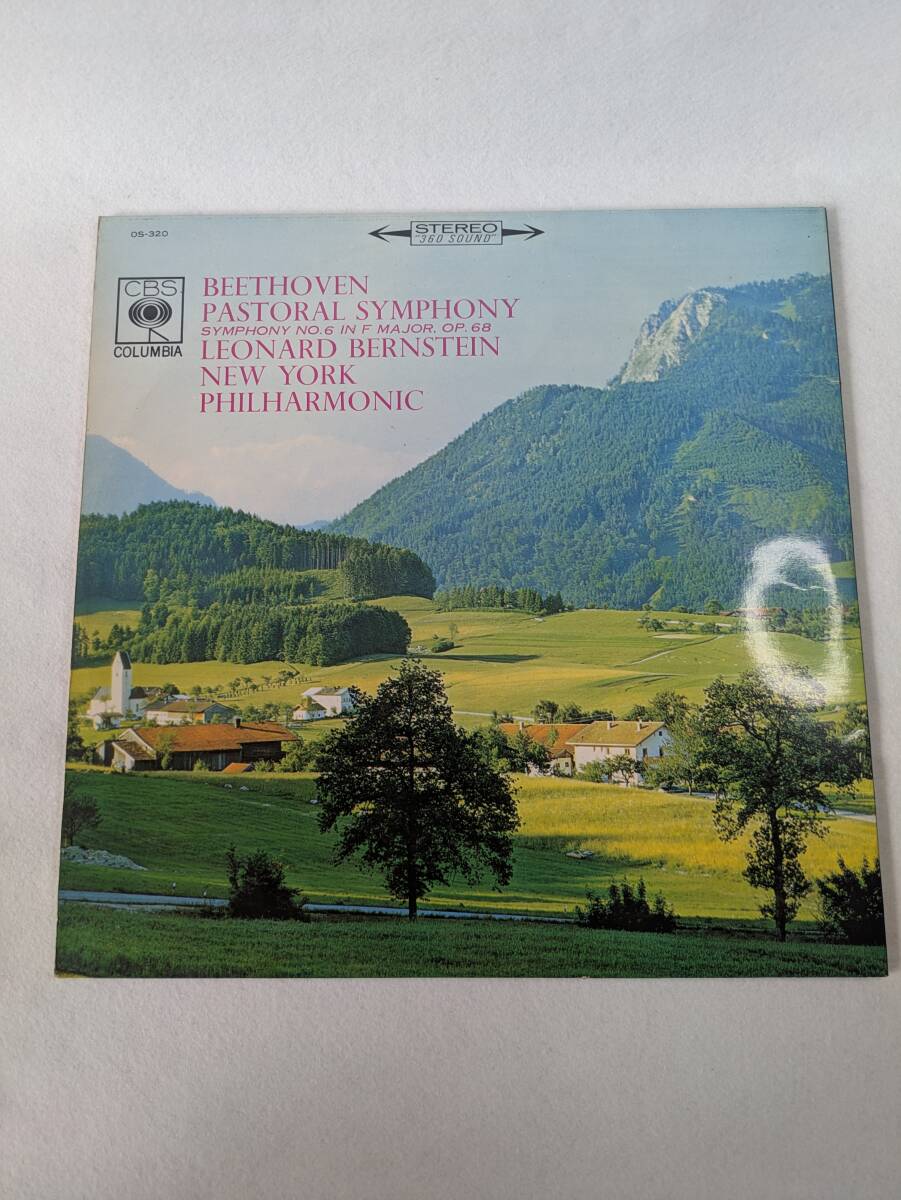 OS-320
STEREO
"360 SOUND"
CBS
COLUMBIA
BEETHOVEN
PASTORAL SYMPHONY
SYMPHONY NO.6 IN F MAJOR, OP.68
LEONARD BERNSTEIN
NEW YORK
PHILHARMONIC